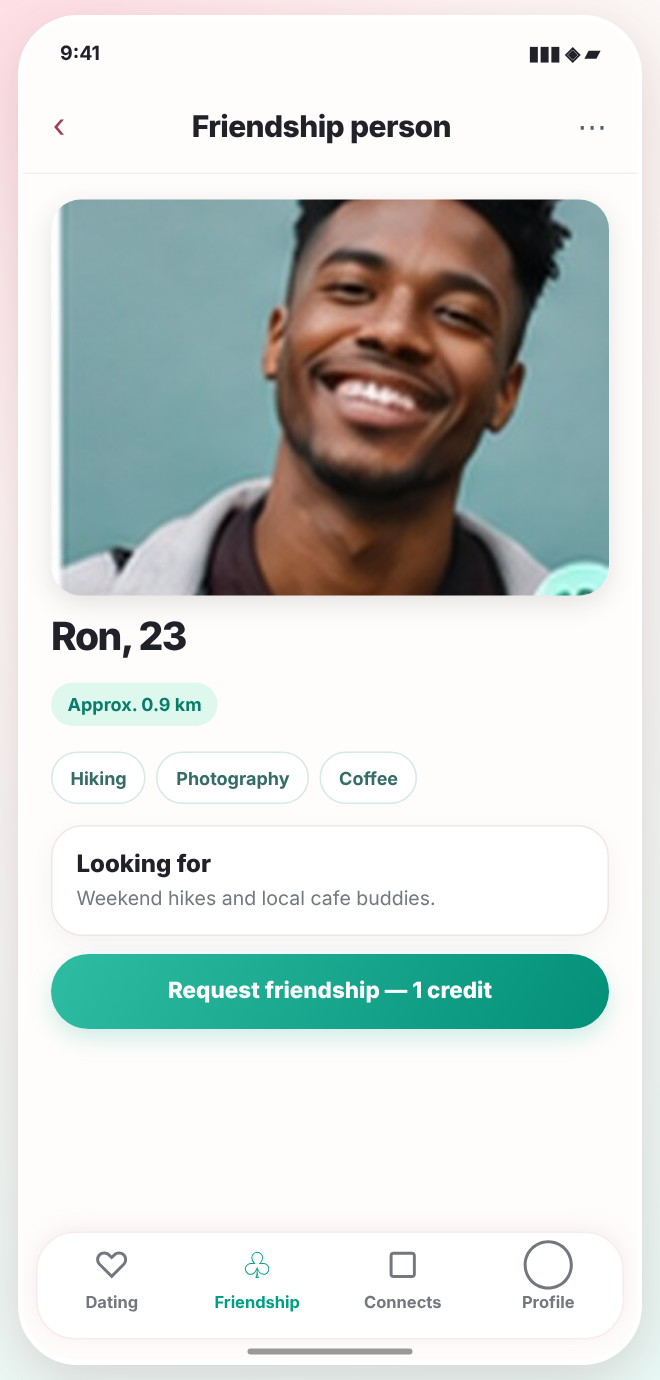 9:41
Friendship person
Ron, 23
Approx. 0.9 km
Hiking
Photography
Coffee
Looking for
Weekend hikes and local cafe buddies.
Request friendship — 1 credit
Dating
Friendship
Connects
Profile